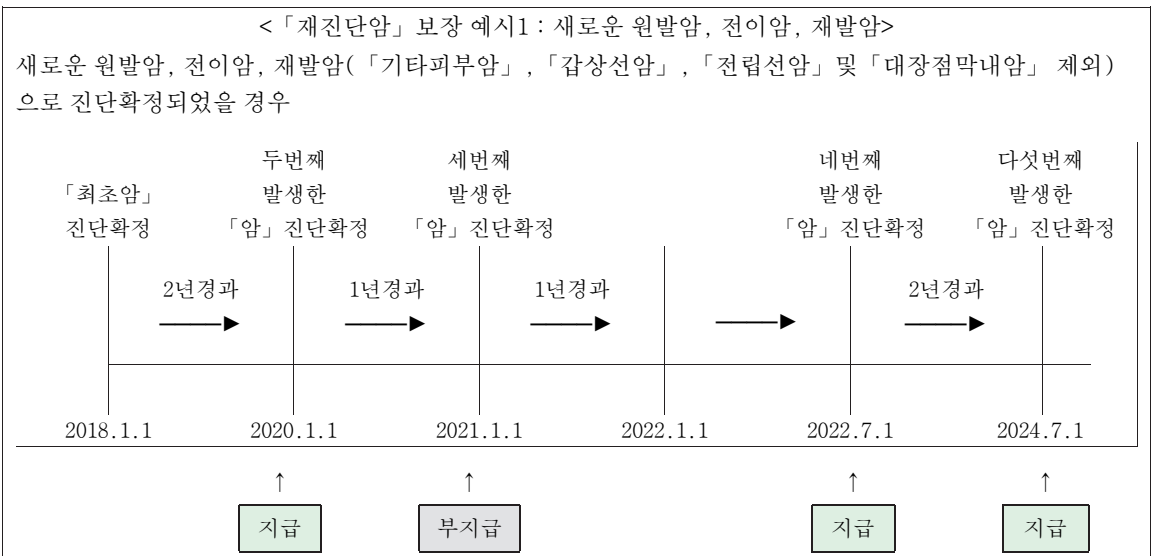 <「재진단암」보장 예시1 : 새로운 원발암, 전이암, 재발암>
새로운 원발암, 전이암, 재발암(「기타피부암」,「갑상선암」,「전립선암」및「대장점막내암」 제외)
으로 진단확정되었을 경우
두번째 세번째 네번째 다섯번째
「최초암」 발생한 발생한 발생한 발생한
진단확정 「암」진단확정 「암」진단확정 「암」진단확정 「암」진단확정
2년경과 1년경과 1년경과 2년경과
2018.1.1 2020.1.1 2021.1.1 2022.1.1 2022.7.1 2024.7.1
↑ ↑ ↑ ↑
지급 부지급 지급 지급